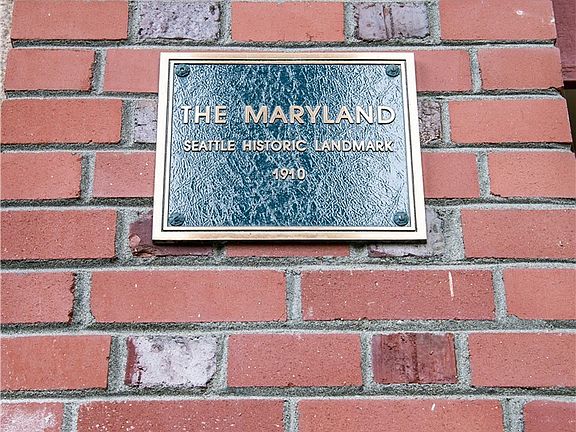 THE MARYLAND
SEATTLE HISTORIC LANDMARK
1910